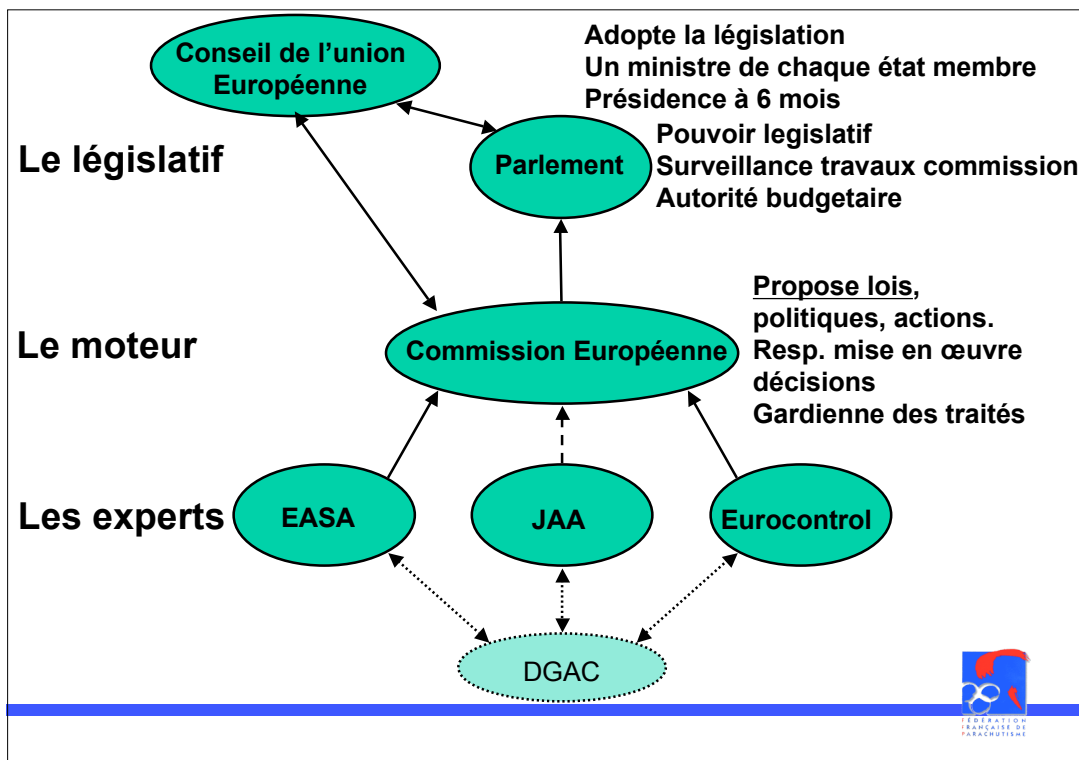 Conseil de l’union
Européenne
Adopte la législation
Un ministre de chaque état membre
Présidence à 6 mois
Le législatif
Parlement
Pouvoir legislatif
Surveillance travaux commission
Autorité budgetaire
Le moteur
Commission Européenne
Propose lois,
politiques, actions.
Resp. mise en œuvre
décisions
Gardienne des traités
Les experts
EASA
JAA
Eurocontrol
DGAC
FÉDÉRATION
FRANÇAISE DE
PARACHUTISME